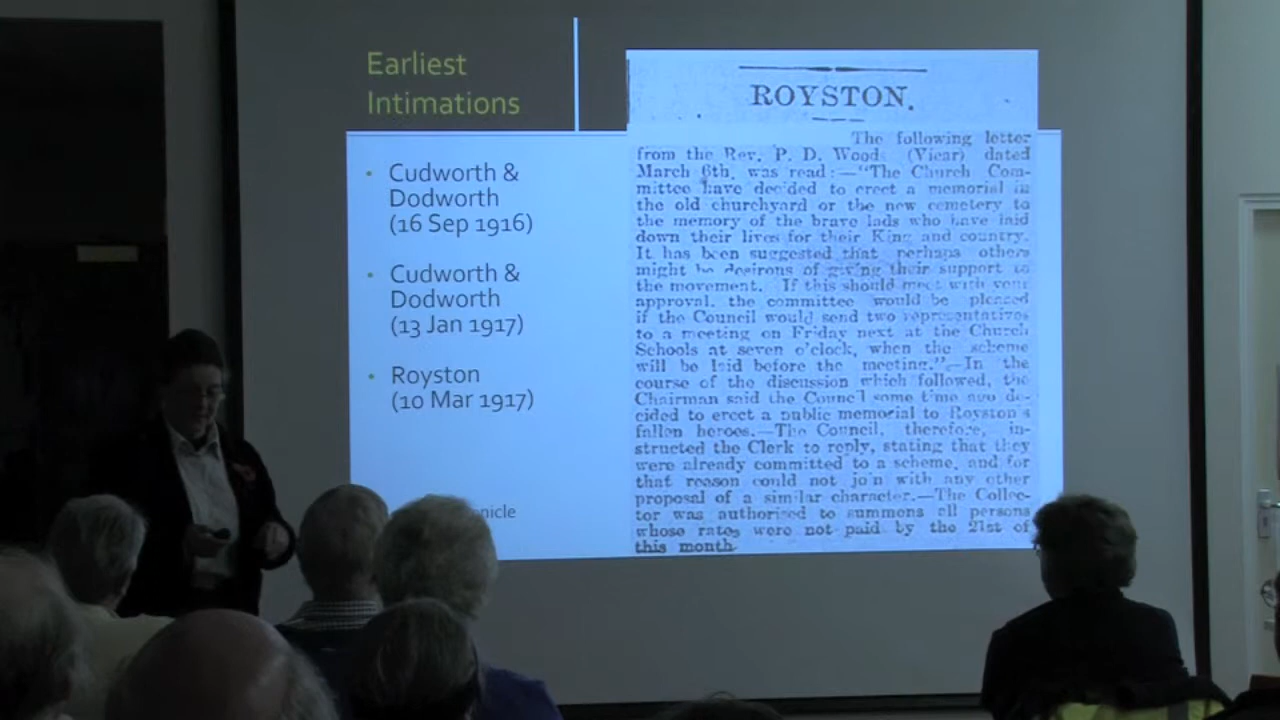 Earliest
Intimations
• Cudworth &
Dodworth
(16 Sep 1916)
• Cudworth &
Dodworth
(13 Jan 1917)
• Royston
(10 Mar 1917)
nicle
ROYSTON.
The following letter
from the Rev. P. D. Wood (Vicar) dated
March 6th, was read:—"The Church Com-
mittee have decided to erect a memorial in
the old churchyard or the new cemetery to
the memory of the brave lads who have laid
down their lives for their King and country.
It has been suggested that perhaps others
might be desirous of giving their support to
the movement. If this should meet with your
approval, the committee would be pleased
if the Council would send two representatives
to a meeting on Friday next at the Church
Schools at seven o'clock, when the scheme
will be laid before the meeting."—In the
course of the discussion which followed, the
Chairman said the Council some time ago de-
cided to erect a public memorial to Royston's
fallen heroes.—The Council, therefore, in-
structed the Clerk to reply, stating that they
were already committed to a scheme, and for
that reason could not join with any other
proposal of a similar character.—The Collec-
tor was authorised to summons all persons
whose rates were not paid by the 21st of
this month